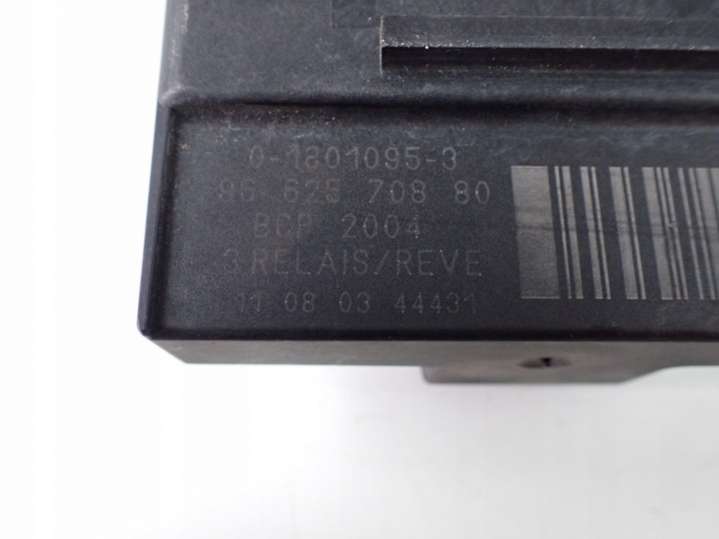 0-1801095-3
96 625 708 80
BCP 2004
3 RELAIS/REVE
11 08 03 44431